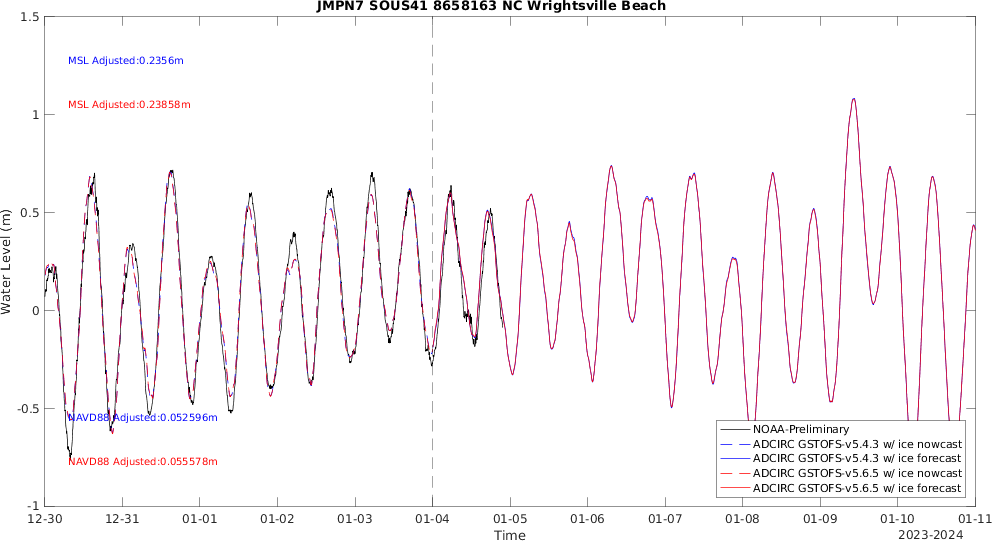 JMPN7 SOUS41 8658163 NC Wrightsville Beach
1.5
1
0.5
0
-0.5
-1
Water Level (m)
MSL Adjusted:0.2356m
MSL Adjusted:0.23858m
NAVD88 Adjusted:0.052596m
NAVD88 Adjusted:0.055578m
NOAA-Preliminary
ADCIRC GSTOFS-v5.4.3 w/ ice nowcast
ADCIRC GSTOFS-v5.4.3 w/ ice forecast
ADCIRC GSTOFS-v5.6.5 w/ ice nowcast
ADCIRC GSTOFS-v5.6.5 w/ ice forecast
12-30 12-31 01-01 01-02 01-03 01-04 01-05 01-06 01-07 01-08 01-09 01-10 01-11
Time
2023-2024